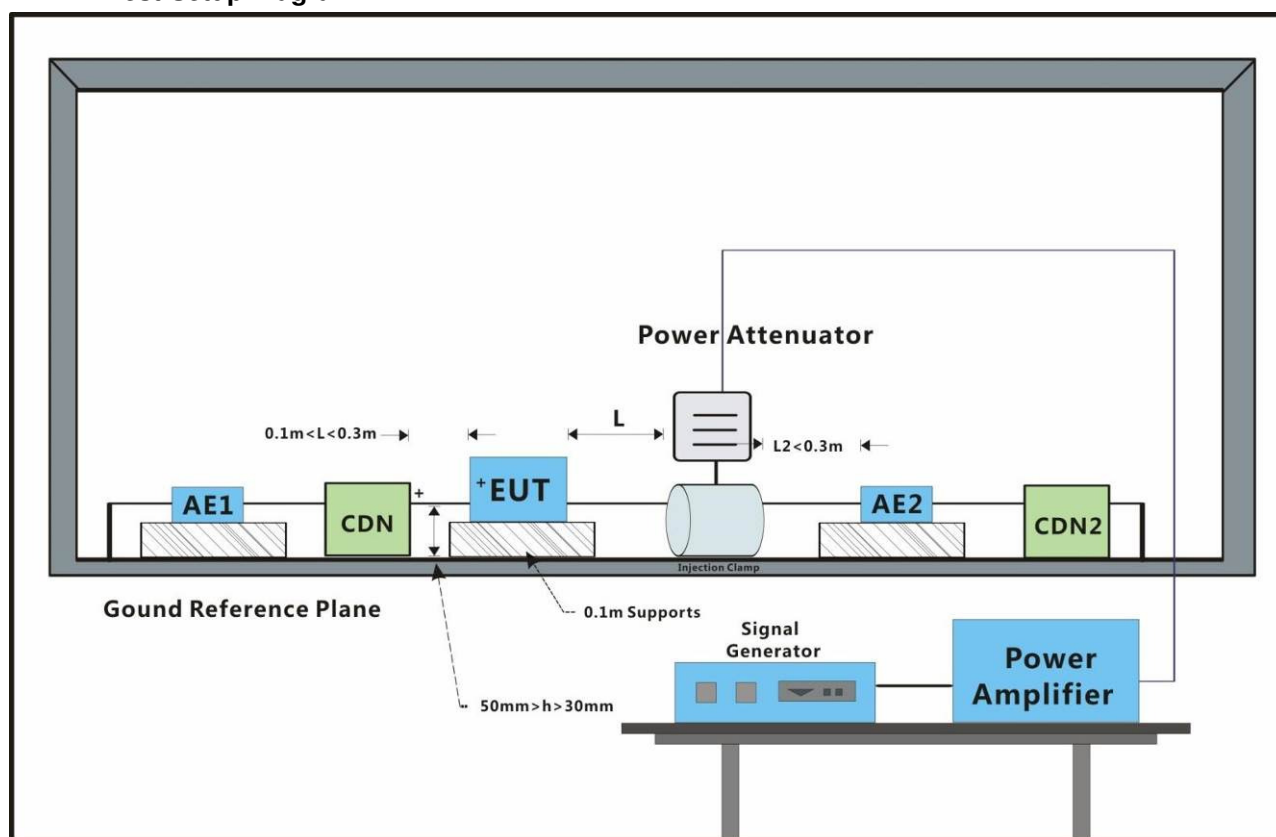 Power Attenuator
0.1m<L<0.3m
L
L2<0.3m
AE1
CDN
+
+EUT
AE2
CDN2
Injection Clamp
Gound Reference Plane
0.1m Supports
50mm>h>30mm
Signal
Generator
Power
Amplifier